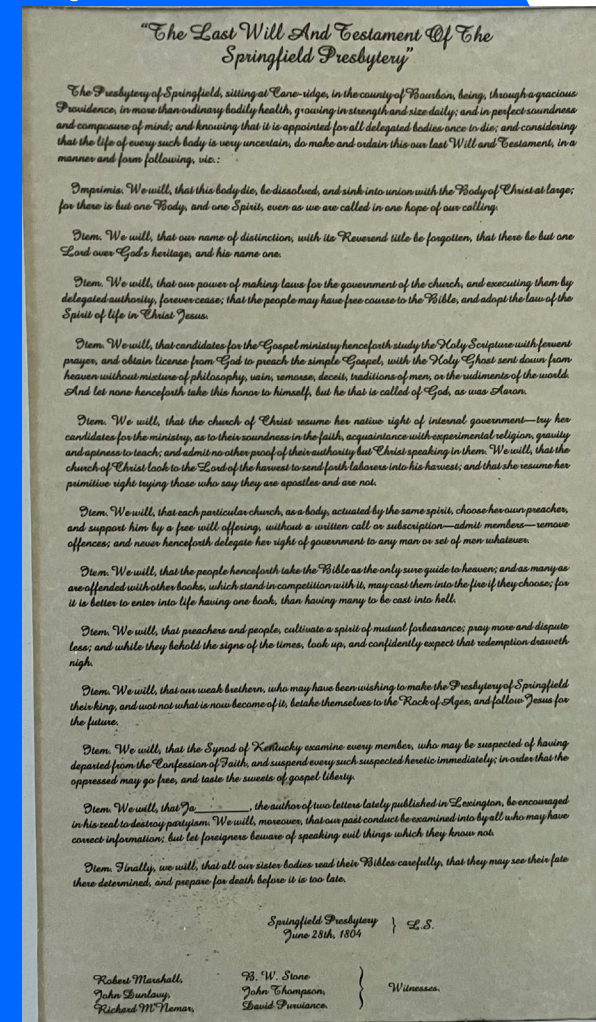 "The Last Will And Testament Of The
Springfield Presbytery"
The Presbytery of Springfield, sitting at Cane-ridge, in the county of Bourbon, being, through a gracious
Providence, in more than ordinary bodily health, growing in strength and size daily; and in perfect soundness
and composure of mind; and knowing that it is appointed for all delegated bodies once to die; and considering
that the life of every such body is very uncertain, do make and ordain this our last Will and Testament, in a
manner and form following, viz.:
Imprimis. We will, that this body die, be dissolved, and sink into union with the Body of Christ at large;
for there is but one Body, and one Spirit, even as we are called in one hope of our calling.
Item. We will, that our name of distinction, with its Reverend title be forgotten, that there be but one
Lord over God's heritage, and his name one.
Item. We will, that our power of making laws for the government of the church, and executing them by
delegated authority, forever cease; that the people may have free course to the Bible, and adopt the law of the
Spirit of life in Christ Jesus.
Item. We will, that candidates for the Gospel ministry henceforth study the Holy Scripture with fervent
prayer, and obtain license from God to preach the simple Gospel, with the Holy Ghost sent down from
heaven without mixture of philosophy, vain, remorse, deceit, traditions of men, or the rudiments of the world.
And let none henceforth take this honor to himself, but he that is called of God, as was Aaron.
Item. We will, that the church of Christ resume her native right of internal government—try her
candidates for the ministry, as to their soundness in the faith, acquaintance with experimental religion, gravity
and aptness to teach; and admit no other proof of their authority but Christ speaking in them. We will, that the
church of Christ look to the Lord of the harvest to send forth laborers into his harvest; and that she resume her
primitive right trying those who say they are apostles and are not.
Item. We will, that each particular church, as a body, actuated by the same spirit, choose her own preacher,
and support him by a free will offering, without a written call or subscription—admit members—remove
offences; and never henceforth delegate her right of government to any man or set of men whatever.
Item. We will, that the people henceforth take the Bible as the only sure guide to heaven; and as many as
are offended with other books, which stand in competition with it, may cast them into the fire if they choose; for
it is better to enter into life having one book, than having many to be cast into hell.
Item. We will, that preachers and people, cultivate a spirit of mutual forbearance; pray more and dispute
less; and while they behold the signs of the times, look up, and confidently expect that redemption draweth
nigh.
Item. We will, that our weak brethern, who may have been wishing to make the Presbytery of Springfield
their king, and wot not what is now become of it, betake themselves to the Rock of Ages, and follow Jesus for
the future.
Item. We will, that the Synod of Kentucky examine every member, who may be suspected of having
departed from the Confession of Faith, and suspend every such suspected heretic immediately; in order that the
oppressed may go free, and taste the sweets of gospel liberty.
Item. We will, that Ja________, the author of two letters lately published in Lexington, be encouraged
in his zeal to destroy partyism. We will, moreover, that our past conduct be examined into by all who may have
correct information; but let foreigners beware of speaking evil things which they know not.
Item. Finally, we will, that all our sister bodies read their Bibles carefully, that they may see their fate
there determined, and prepare for death before it is too late.
Springfield Presbytery } L.S.
June 28th, 1804
Robert Marshall, B. W. Stone
John Dunlavy, John Thompson, } Witnesses.
Richard M'Nemar, David Purviance.